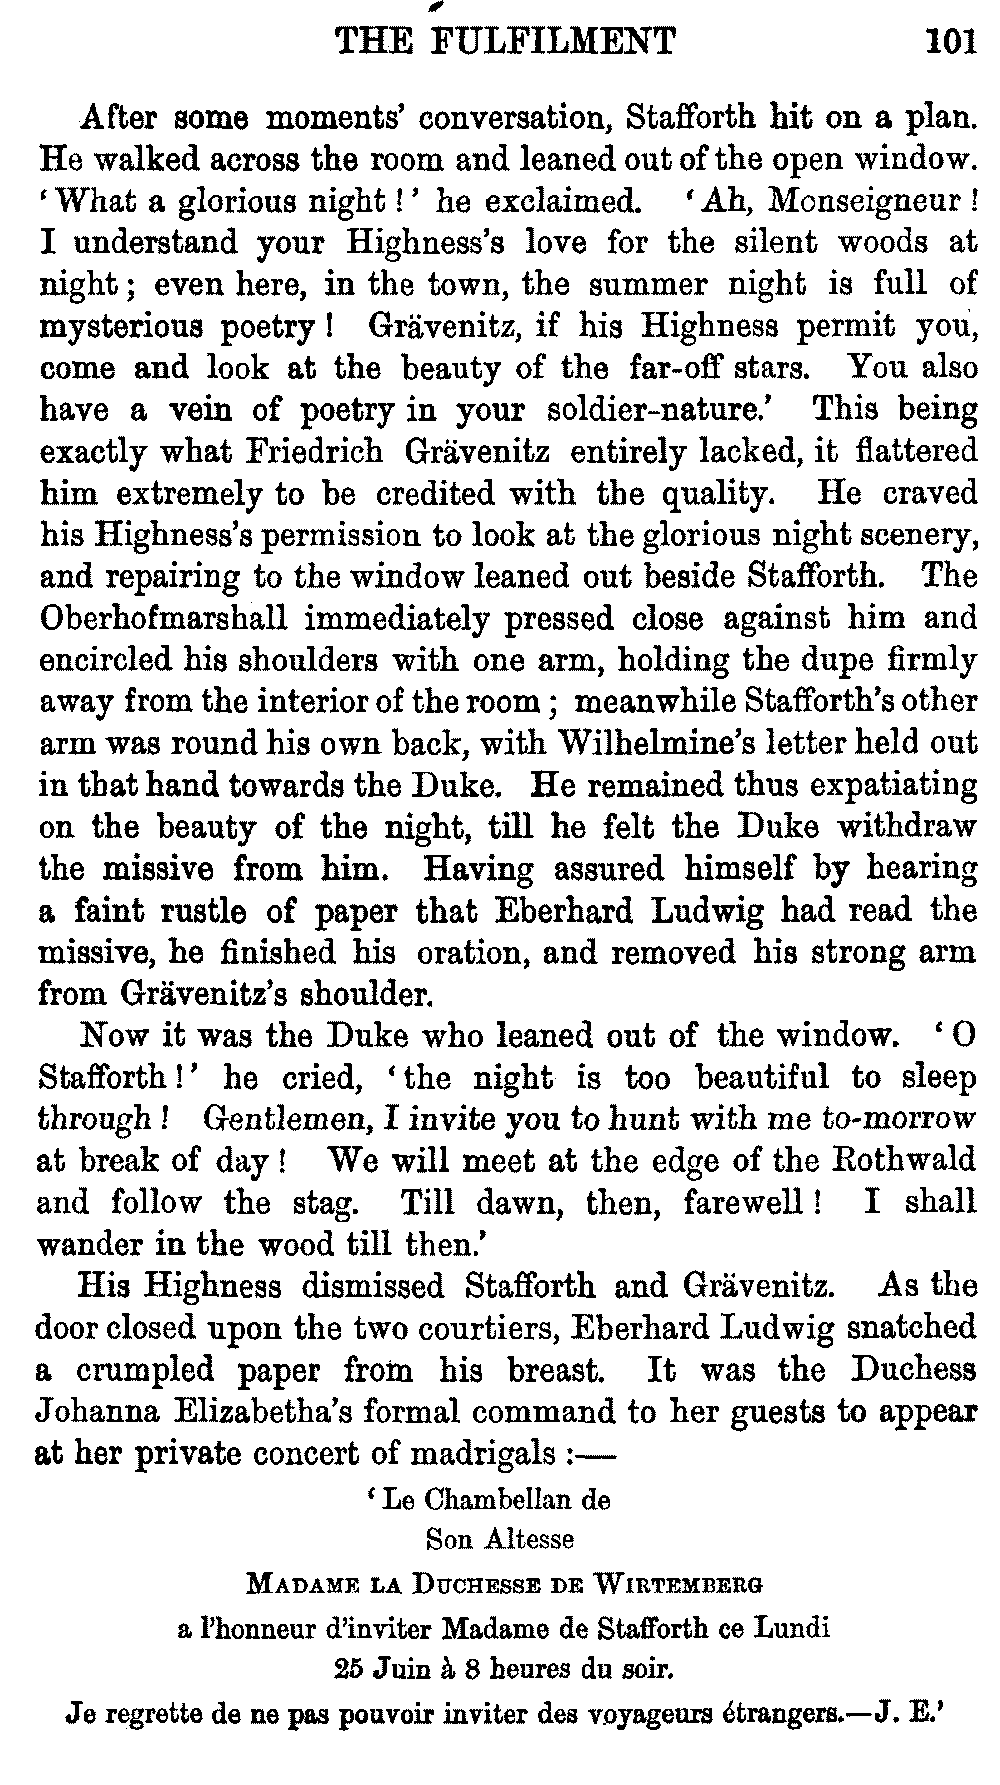 THE FULFILMENT 101
After some moments' conversation, Stafforth hit on a plan.
He walked across the room and leaned out of the open window.
‘What a glorious night!’ he exclaimed. ‘Ah, Monseigneur!
I understand your Highness's love for the silent woods at
night; even here, in the town, the summer night is full of
mysterious poetry! Grävenitz, if his Highness permit you,
come and look at the beauty of the far-off stars. You also
have a vein of poetry in your soldier-nature.’ This being
exactly what Friedrich Grävenitz entirely lacked, it flattered
him extremely to be credited with the quality. He craved
his Highness's permission to look at the glorious night scenery,
and repairing to the window leaned out beside Stafforth. The
Oberhofmarshall immediately pressed close against him and
encircled his shoulders with one arm, holding the dupe firmly
away from the interior of the room; meanwhile Stafforth's other
arm was round his own back, with Wilhelmine's letter held out
in that hand towards the Duke. He remained thus expatiating
on the beauty of the night, till he felt the Duke withdraw
the missive from him. Having assured himself by hearing
a faint rustle of paper that Eberhard Ludwig had read the
missive, he finished his oration, and removed his strong arm
from Grävenitz's shoulder.
Now it was the Duke who leaned out of the window. ‘O
Stafforth!’ he cried, ‘the night is too beautiful to sleep
through! Gentlemen, I invite you to hunt with me to-morrow
at break of day! We will meet at the edge of the Rothwald
and follow the stag. Till dawn, then, farewell! I shall
wander in the wood till then.’
His Highness dismissed Stafforth and Grävenitz. As the
door closed upon the two courtiers, Eberhard Ludwig snatched
a crumpled paper from his breast. It was the Duchess
Johanna Elizabetha's formal command to her guests to appear
at her private concert of madrigals:—
‘Le Chambellan de
Son Altesse
MADAME LA DUCHESSE DE WIRTEMBERG
a l'honneur d'inviter Madame de Stafforth ce Lundi
25 Juin à 8 heures du soir.
Je regrette de ne pas pouvoir inviter des voyageurs étrangers.—J. E.’